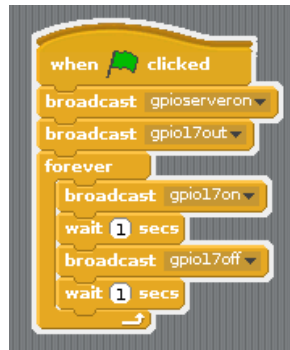 when clicked
broadcast gpioserveron
broadcast gpio17out
forever
broadcast gpio17on
wait 1 secs
broadcast gpio17off
wait 1 secs